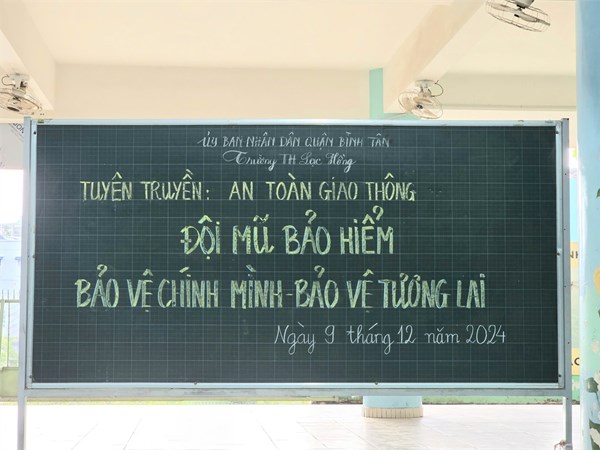 ỦY BAN NHÂN DÂN QUẬN BÌNH TÂN
Trường TH Lạc Hồng
TUYÊN TRUYỀN: AN TOÀN GIAO THÔNG
ĐỘI MŨ BẢO HIỂM
BẢO VỆ CHÍNH MÌNH - BẢO VỆ TƯƠNG LAI
Ngày 9 tháng 12 năm 2024